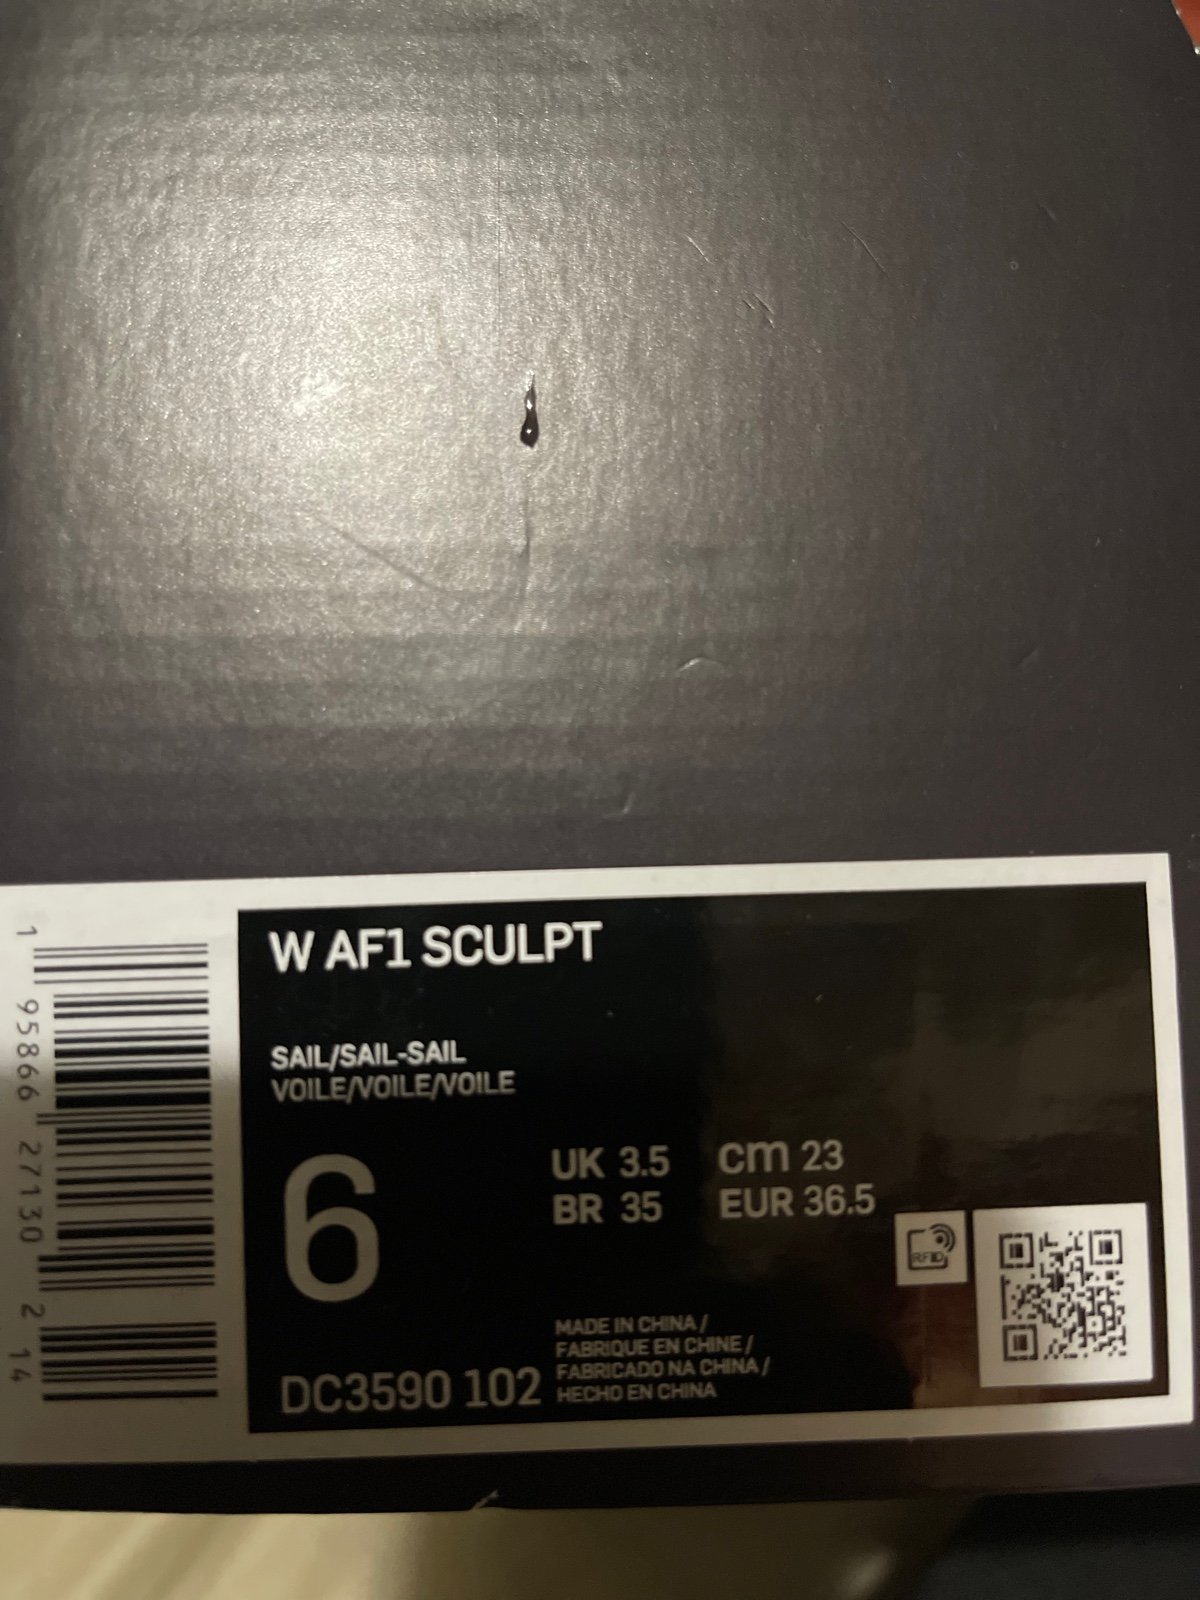 W AF1 SCULPT
SAIL/SAIL-SAIL
VOILE/VOILE/VOILE
6
UK 3.5
cm 23
BR 35
EUR 36.5
RFID
MADE IN CHINA /
FABRIQUE EN CHINE /
FABRICADO NA CHINA /
HECHO EN CHINA
DC3590 102
1 95866 27130 2 14